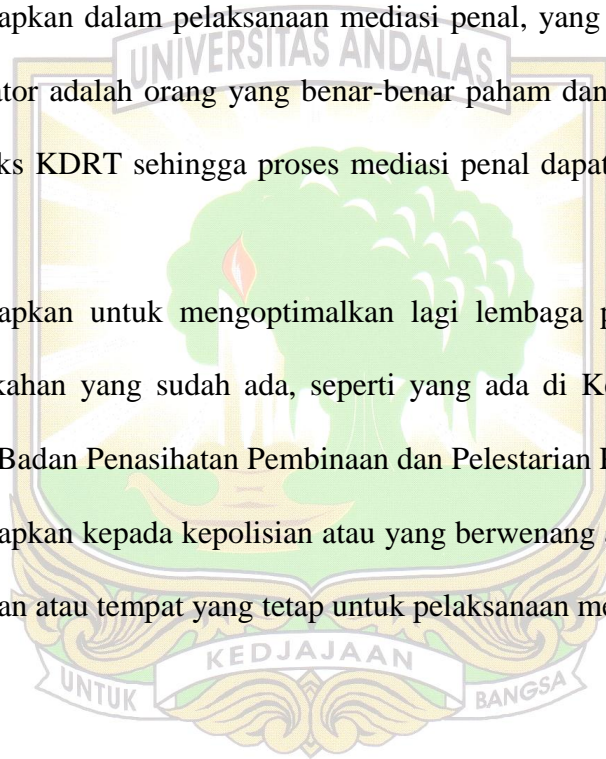 apkan dalam pelaksanaan mediasi penal, yang
UNIVERSITAS ANDALAS
ator adalah orang yang benar-benar paham dan
ks KDRT sehingga proses mediasi penal dapat
apkan untuk mengoptimalkan lagi lembaga p
kahan yang sudah ada, seperti yang ada di Ke
Badan Penasihatan Pembinaan dan Pelestarian
apkan kepada kepolisian atau yang berwenang
an atau tempat yang tetap untuk pelaksanaan me
KEDJAJAAN
UNTUK
BANGSA